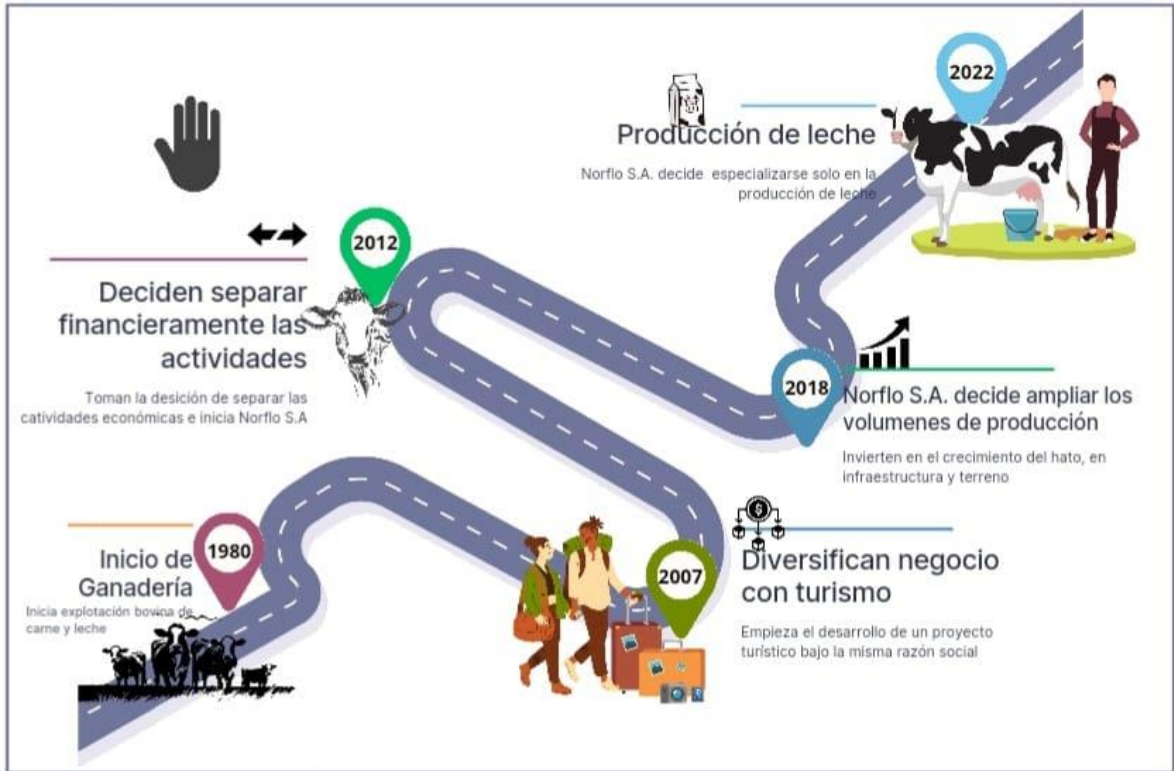 2022
Producción de leche
Norflo S.A. decide especializarse solo en la
producción de leche
2012
Deciden separar
financieramente las
actividades
Toman la desición de separar las
catividades económicas e inicia Norflo S.A
2018
Norflo S.A. decide ampliar los
volumenes de producción
Invierten en el crecimiento del hato, en
infraestructura y terreno
1980
Inicio de
Ganadería
Inicia explotación bovina de
carne y leche
2007
Diversifican negocio
con turismo
Empieza el desarrollo de un proyecto
turístico bajo la misma razón social